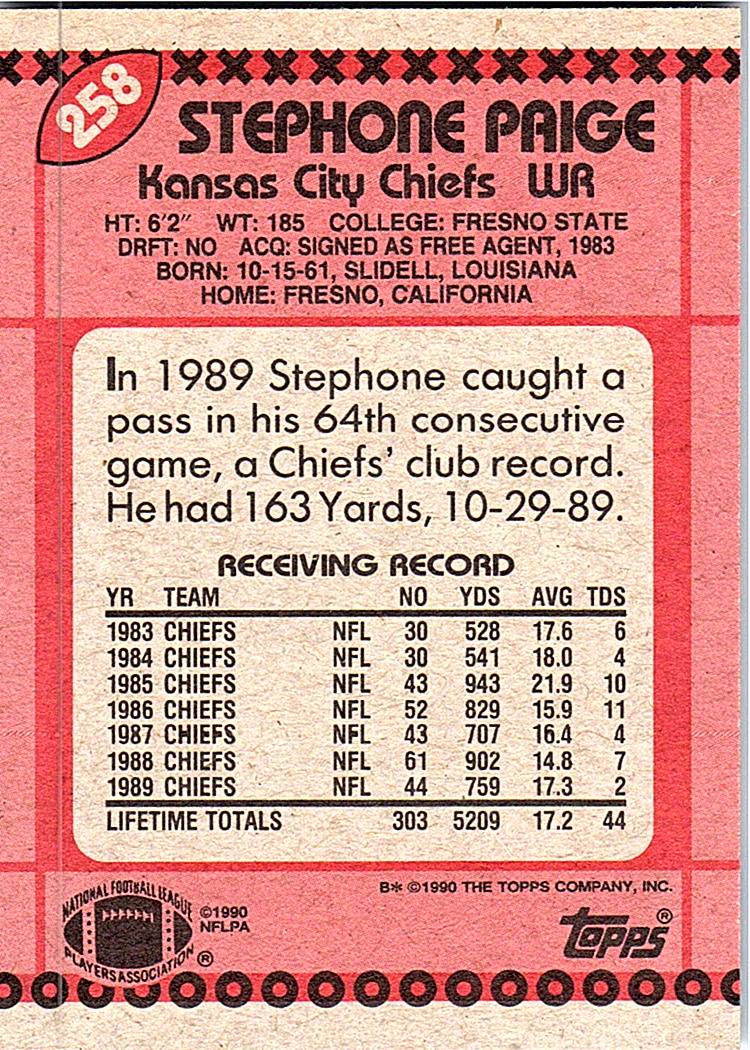 258
STEPHONE PAIGE
Kansas City Chiefs WR
HT: 6'2" WT: 185 COLLEGE: FRESNO STATE
DRFT: NO ACQ: SIGNED AS FREE AGENT, 1983
BORN: 10-15-61, SLIDELL, LOUISIANA
HOME: FRESNO, CALIFORNIA
In 1989 Stephone caught a
pass in his 64th consecutive
game, a Chiefs' club record.
He had 163 Yards, 10-29-89.
RECEIVING RECORD
YR TEAM NO YDS AVG TDS
1983 CHIEFS NFL 30 528 17.6 6
1984 CHIEFS NFL 30 541 18.0 4
1985 CHIEFS NFL 43 943 21.9 10
1986 CHIEFS NFL 52 829 15.9 11
1987 CHIEFS NFL 43 707 16.4 4
1988 CHIEFS NFL 61 902 14.8 7
1989 CHIEFS NFL 44 759 17.3 2
LIFETIME TOTALS 303 5209 17.2 44
B* ©1990 THE TOPPS COMPANY, INC.
NATIONAL FOOTBALL LEAGUE
PLAYERS ASSOCIATION ®
©1990
NFLPA
topps®